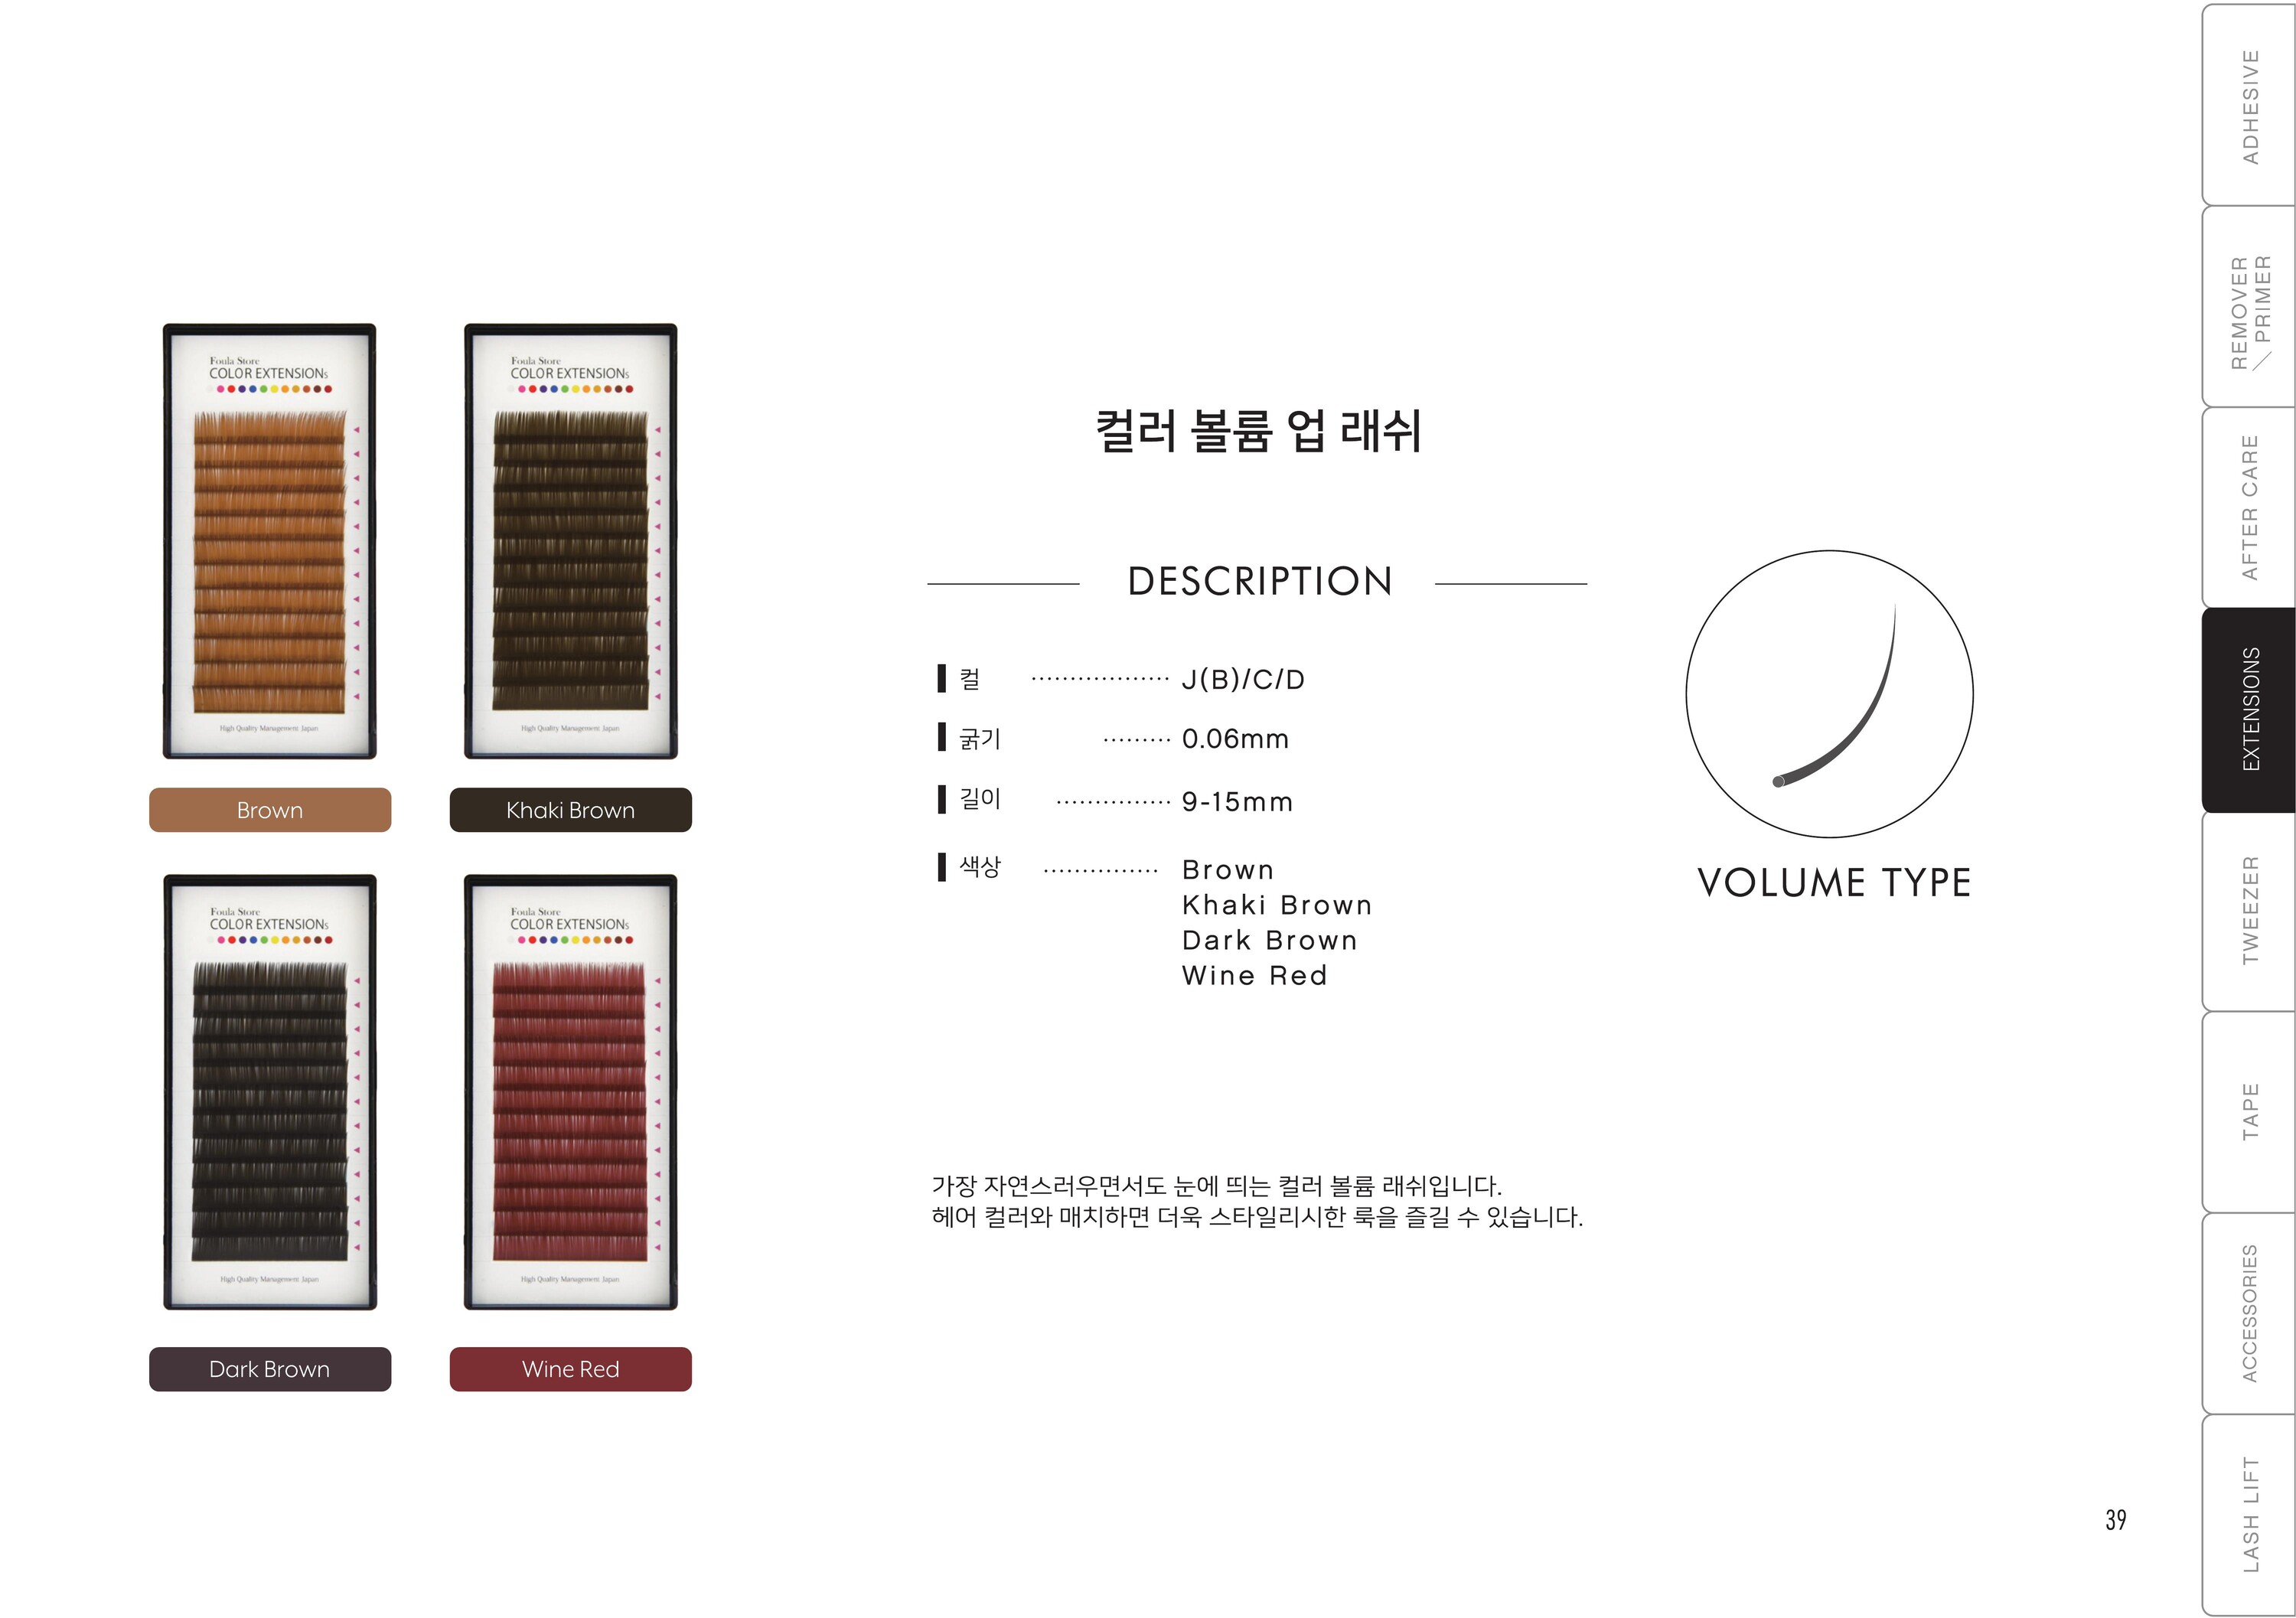 Foula Store
COLOR EXTENSIONs
High Quality Management Japan
Brown
Foula Store
COLOR EXTENSIONs
High Quality Management Japan
Khaki Brown
Foula Store
COLOR EXTENSIONs
High Quality Management Japan
Dark Brown
Foula Store
COLOR EXTENSIONs
High Quality Management Japan
Wine Red
컬러 볼륨 업 래쉬
DESCRIPTION
컬 .................. J(B)/C/D
굵기 ......... 0.06mm
길이 ............... 9-15mm
색상 ............... Brown
Khaki Brown
Dark Brown
Wine Red
가장 자연스러우면서도 눈에 띄는 컬러 볼륨 래쉬입니다.
헤어 컬러와 매치하면 더욱 스타일리시한 룩을 즐길 수 있습니다.
VOLUME TYPE
ADHESIVE
REMOVER
/ PRIMER
AFTER CARE
EXTENSIONS
TWEEZER
TAPE
ACCESSORIES
LASH LIFT
39